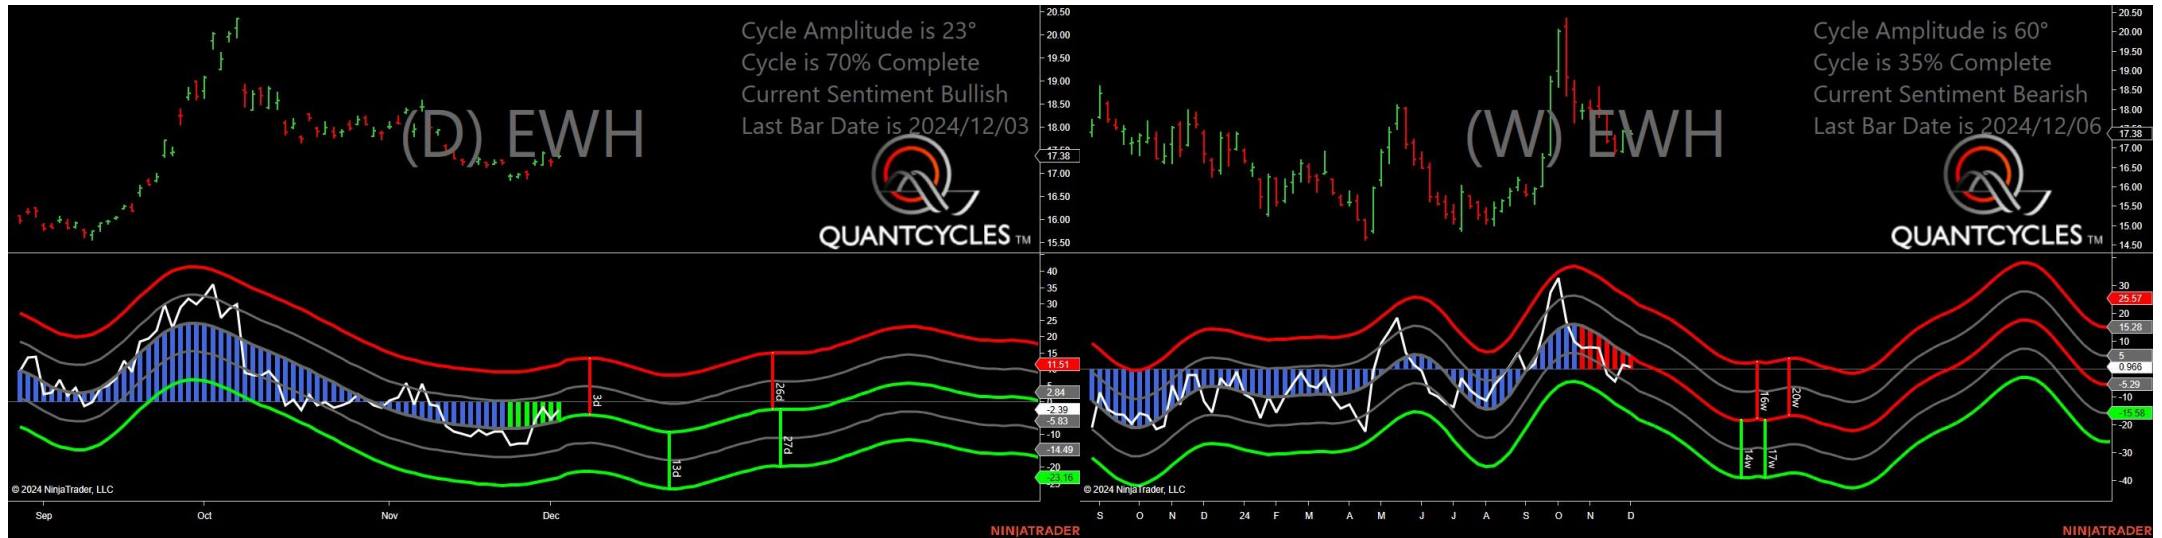 Cycle Amplitude is 23°
Cycle is 70% Complete
Current Sentiment Bullish
Last Bar Date is 2024/12/03
(D) EWH
QUANTCYCLES TM
20.50
20.00
19.50
19.00
18.50
18.00
17.38
17.00
16.50
16.00
15.50
40
35
30
25
20
15
11.51
2.84
-2.39
-5.83
-10
-14.49
-20
-23.16
3d
13d
26d
27d
© 2024 NinjaTrader, LLC
Sep Oct Nov Dec
NINJATRADER
Cycle Amplitude is 60°
Cycle is 35% Complete
Current Sentiment Bearish
Last Bar Date is 2024/12/06
(W) EWH
QUANTCYCLES TM
20.50
20.00
19.50
19.00
18.50
18.00
17.38
17.00
16.50
16.00
15.50
15.00
14.50
30
25.57
20
15.28
5
0.966
-5.29
-10
-15.58
-20
-30
-40
16w
20w
14w
17w
© 2024 NinjaTrader, LLC
S O N D 24 F M A M J J A S O N D
NINJATRADER